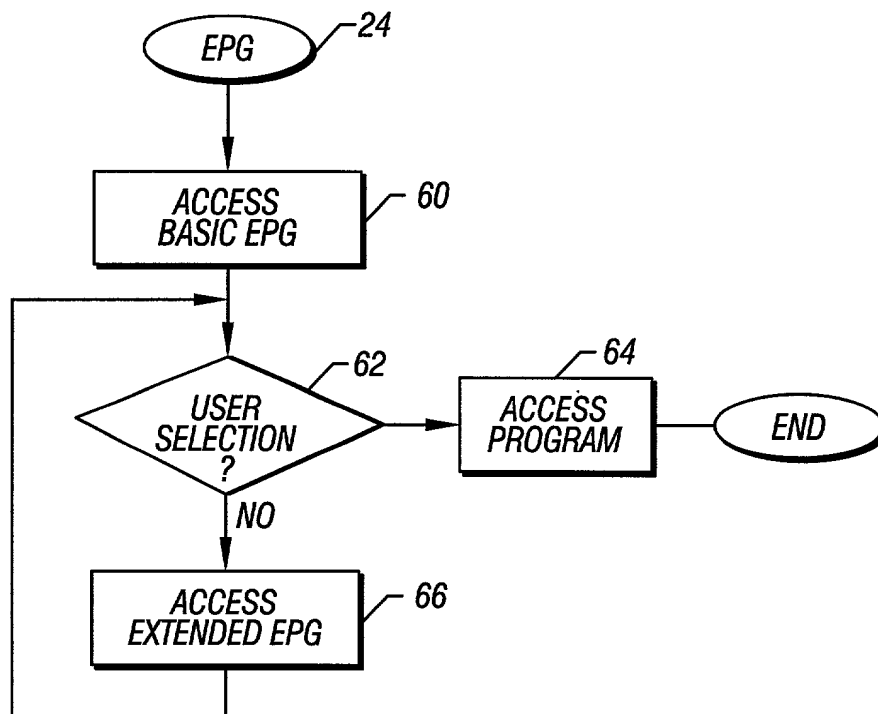 EPG
24
ACCESS
BASIC EPG
60
USER
SELECTION
?
62
ACCESS
PROGRAM
64
END
NO
ACCESS
EXTENDED EPG
66